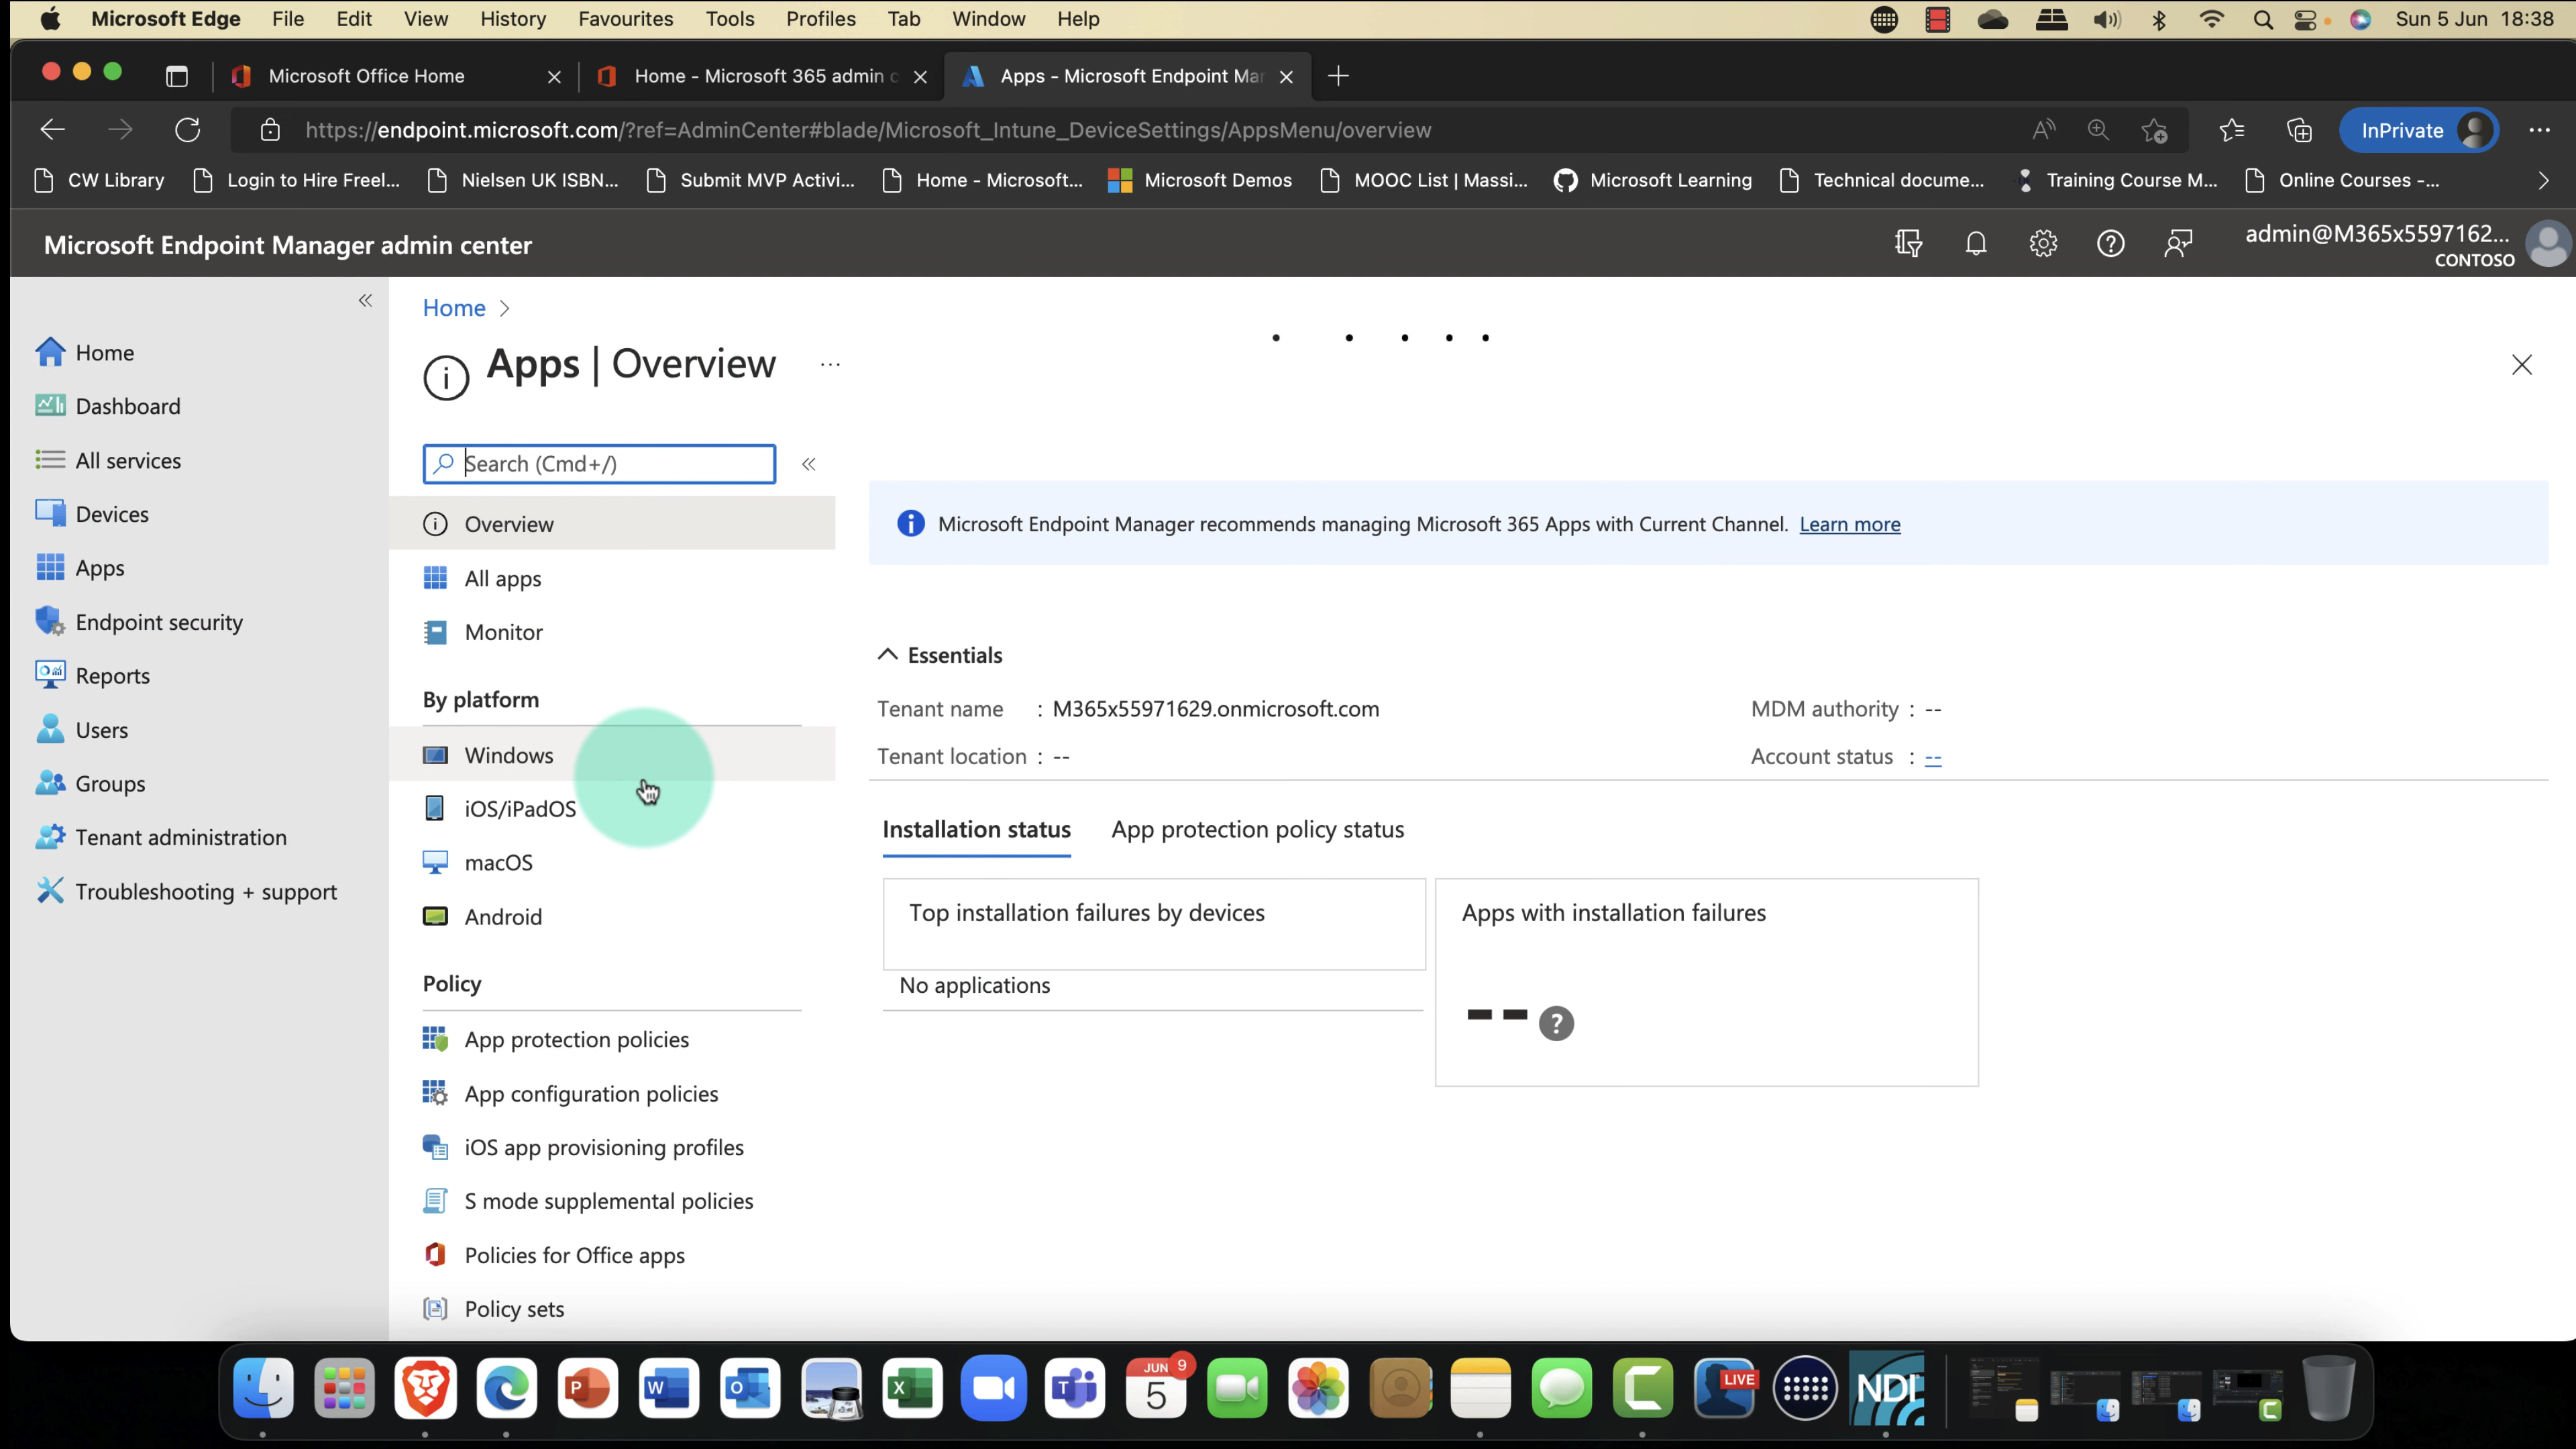 Microsoft Edge File Edit View History Favourites Tools Profiles Tab Window Help Sun 5 Jun 18:38
Microsoft Office Home
Home - Microsoft 365 admin c
Apps - Microsoft Endpoint Mar
https://endpoint.microsoft.com/?ref=AdminCenter#blade/Microsoft_Intune_DeviceSettings/AppsMenu/overview
InPrivate
CW Library Login to Hire Freel... Nielsen UK ISBN... Submit MVP Activi... Home - Microsoft... Microsoft Demos MOOC List | Massi... Microsoft Learning Technical docume... Training Course M... Online Courses -...
Microsoft Endpoint Manager admin center
admin@M365x5597162...
CONTOSO
Home
Dashboard
All services
Devices
Apps
Endpoint security
Reports
Users
Groups
Tenant administration
Troubleshooting + support
Home
Apps | Overview
Search (Cmd+/)
Overview
All apps
Monitor
By platform
Windows
iOS/iPadOS
macOS
Android
Policy
App protection policies
App configuration policies
iOS app provisioning profiles
S mode supplemental policies
Policies for Office apps
Policy sets
Microsoft Endpoint Manager recommends managing Microsoft 365 Apps with Current Channel. Learn more
Essentials
Tenant name : M365x55971629.onmicrosoft.com
MDM authority : --
Tenant location : --
Account status : --
Installation status
App protection policy status
Top installation failures by devices
No applications
Apps with installation failures
--
JUN 9
5
LIVE
NDI